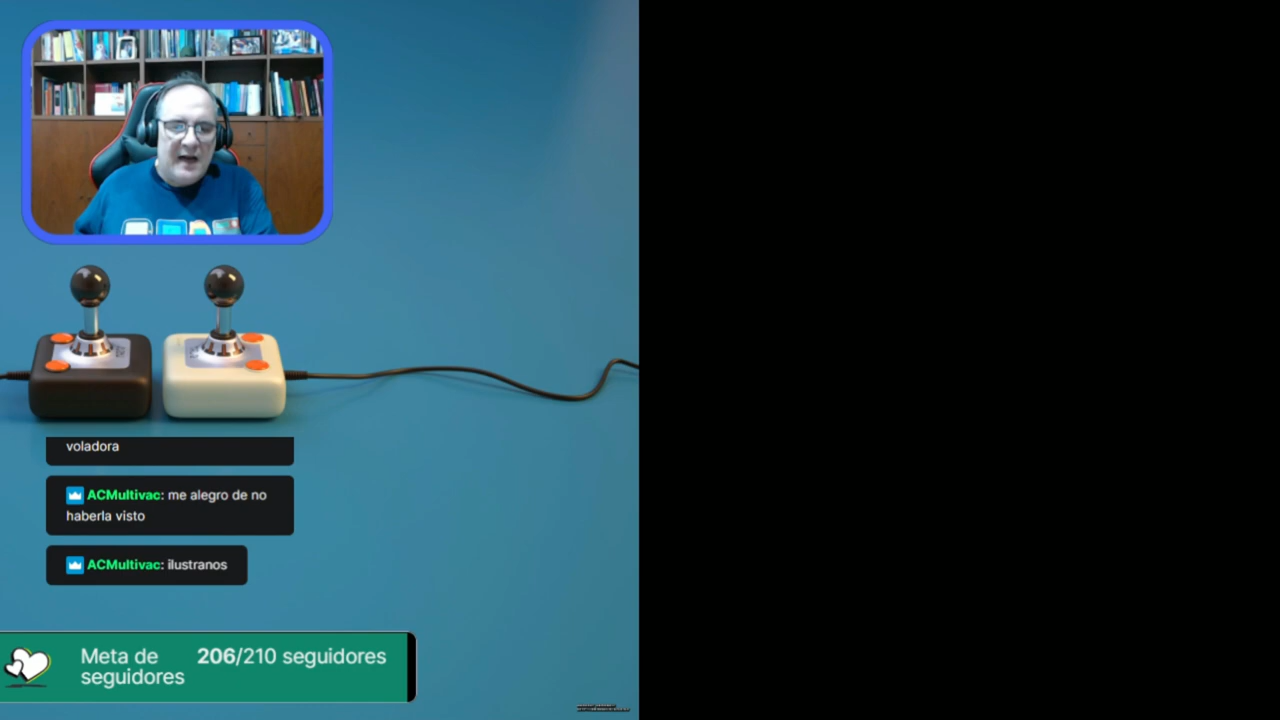 voladora
ACMultivac: me alegro de no
haberla visto
ACMultivac: ilustranos
Meta de
seguidores
206/210 seguidores